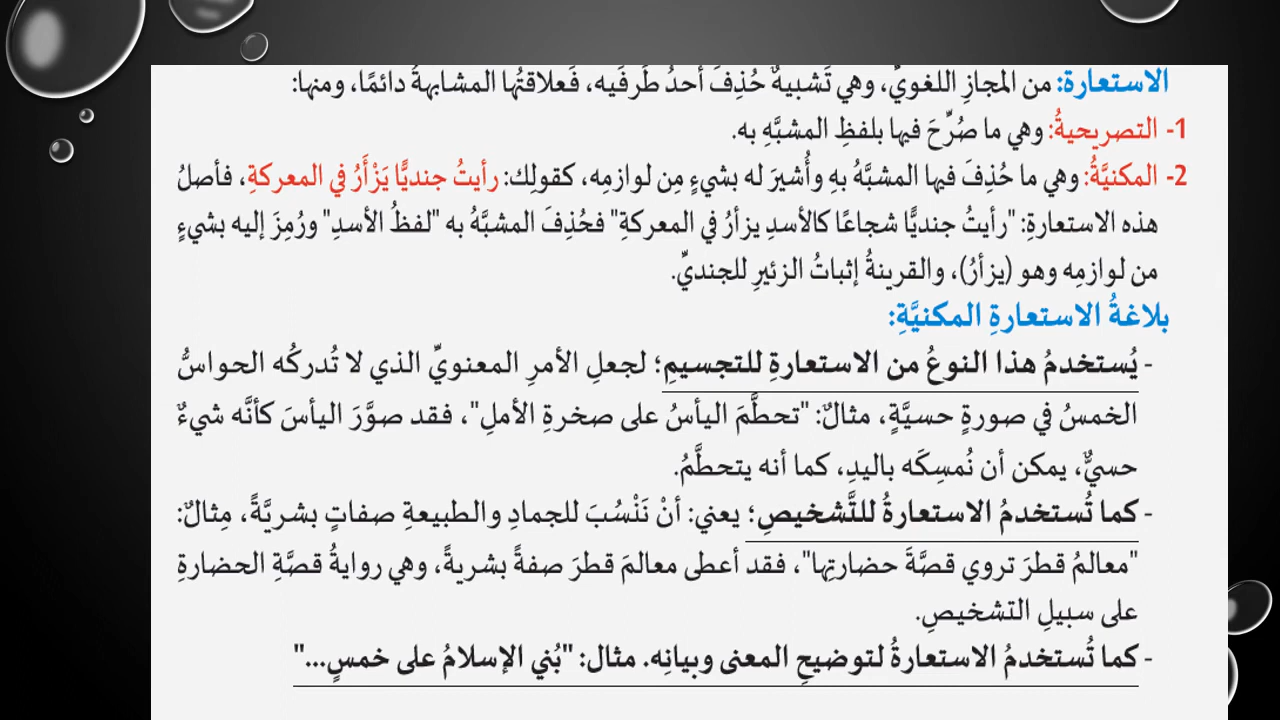 الاستعارة: من المجازِ اللغويِّ، وهي تَشبيهٌ حُذِفَ أحدُ طَرفَيه، فَعلاقتُها المشابهةُ دائمًا، ومنها:
1- التصريحيةُ: وهي ما صُرِّحَ فيها بلفظِ المشبَّهِ به.
2- المكنيَّةُ: وهي ما حُذِفَ فيها المشبَّهُ بهِ وأُشيرَ له بشيءٍ مِن لوازمِه، كقولِك: رأيتُ جنديًّا يَزْأَرُ في المعركةِ، فأصلُ
هذه الاستعارةِ: "رأيتُ جنديًّا شجاعًا كالأسدِ يزأرُ في المعركةِ" فحُذِفَ المشبَّهُ به "لفظُ الأسدِ" ورُمِزَ إليه بشيءٍ
من لوازمِه وهو (يزأرُ)، والقرينةُ إثباتُ الزئيرِ للجنديِّ.
بلاغةُ الاستعارةِ المكنيَّةِ:
- يُستخدمُ هذا النوعُ من الاستعارةِ للتجسيمِ؛ لجعلِ الأمرِ المعنويِّ الذي لا تُدركُه الحواسُّ
الخمسُ في صورةٍ حسيَّةٍ، مثالٌ: "تحطَّمَ اليأسُ على صخرةِ الأملِ"، فقد صوَّرَ اليأسَ كأنَّه شيءٌ
حسيٌّ، يمكن أن نُمسِكَه باليدِ، كما أنه يتحطَّمُ.
- كما تُستخدمُ الاستعارةُ للتَّشخيصِ؛ يعني: أنْ نَنْسُبَ للجمادِ والطبيعةِ صفاتٍ بشريَّةً، مِثالٌ:
"معالمُ قطرَ تروي قصَّةَ حضارتِها"، فقد أعطى معالمَ قطرَ صفةً بشريةً، وهي روايةُ قصَّةِ الحضارةِ
على سبيلِ التشخيصِ.
- كما تُستخدمُ الاستعارةُ لتوضيحِ المعنى وبيانِه. مثال: "بُني الإسلامُ على خمسٍ..."